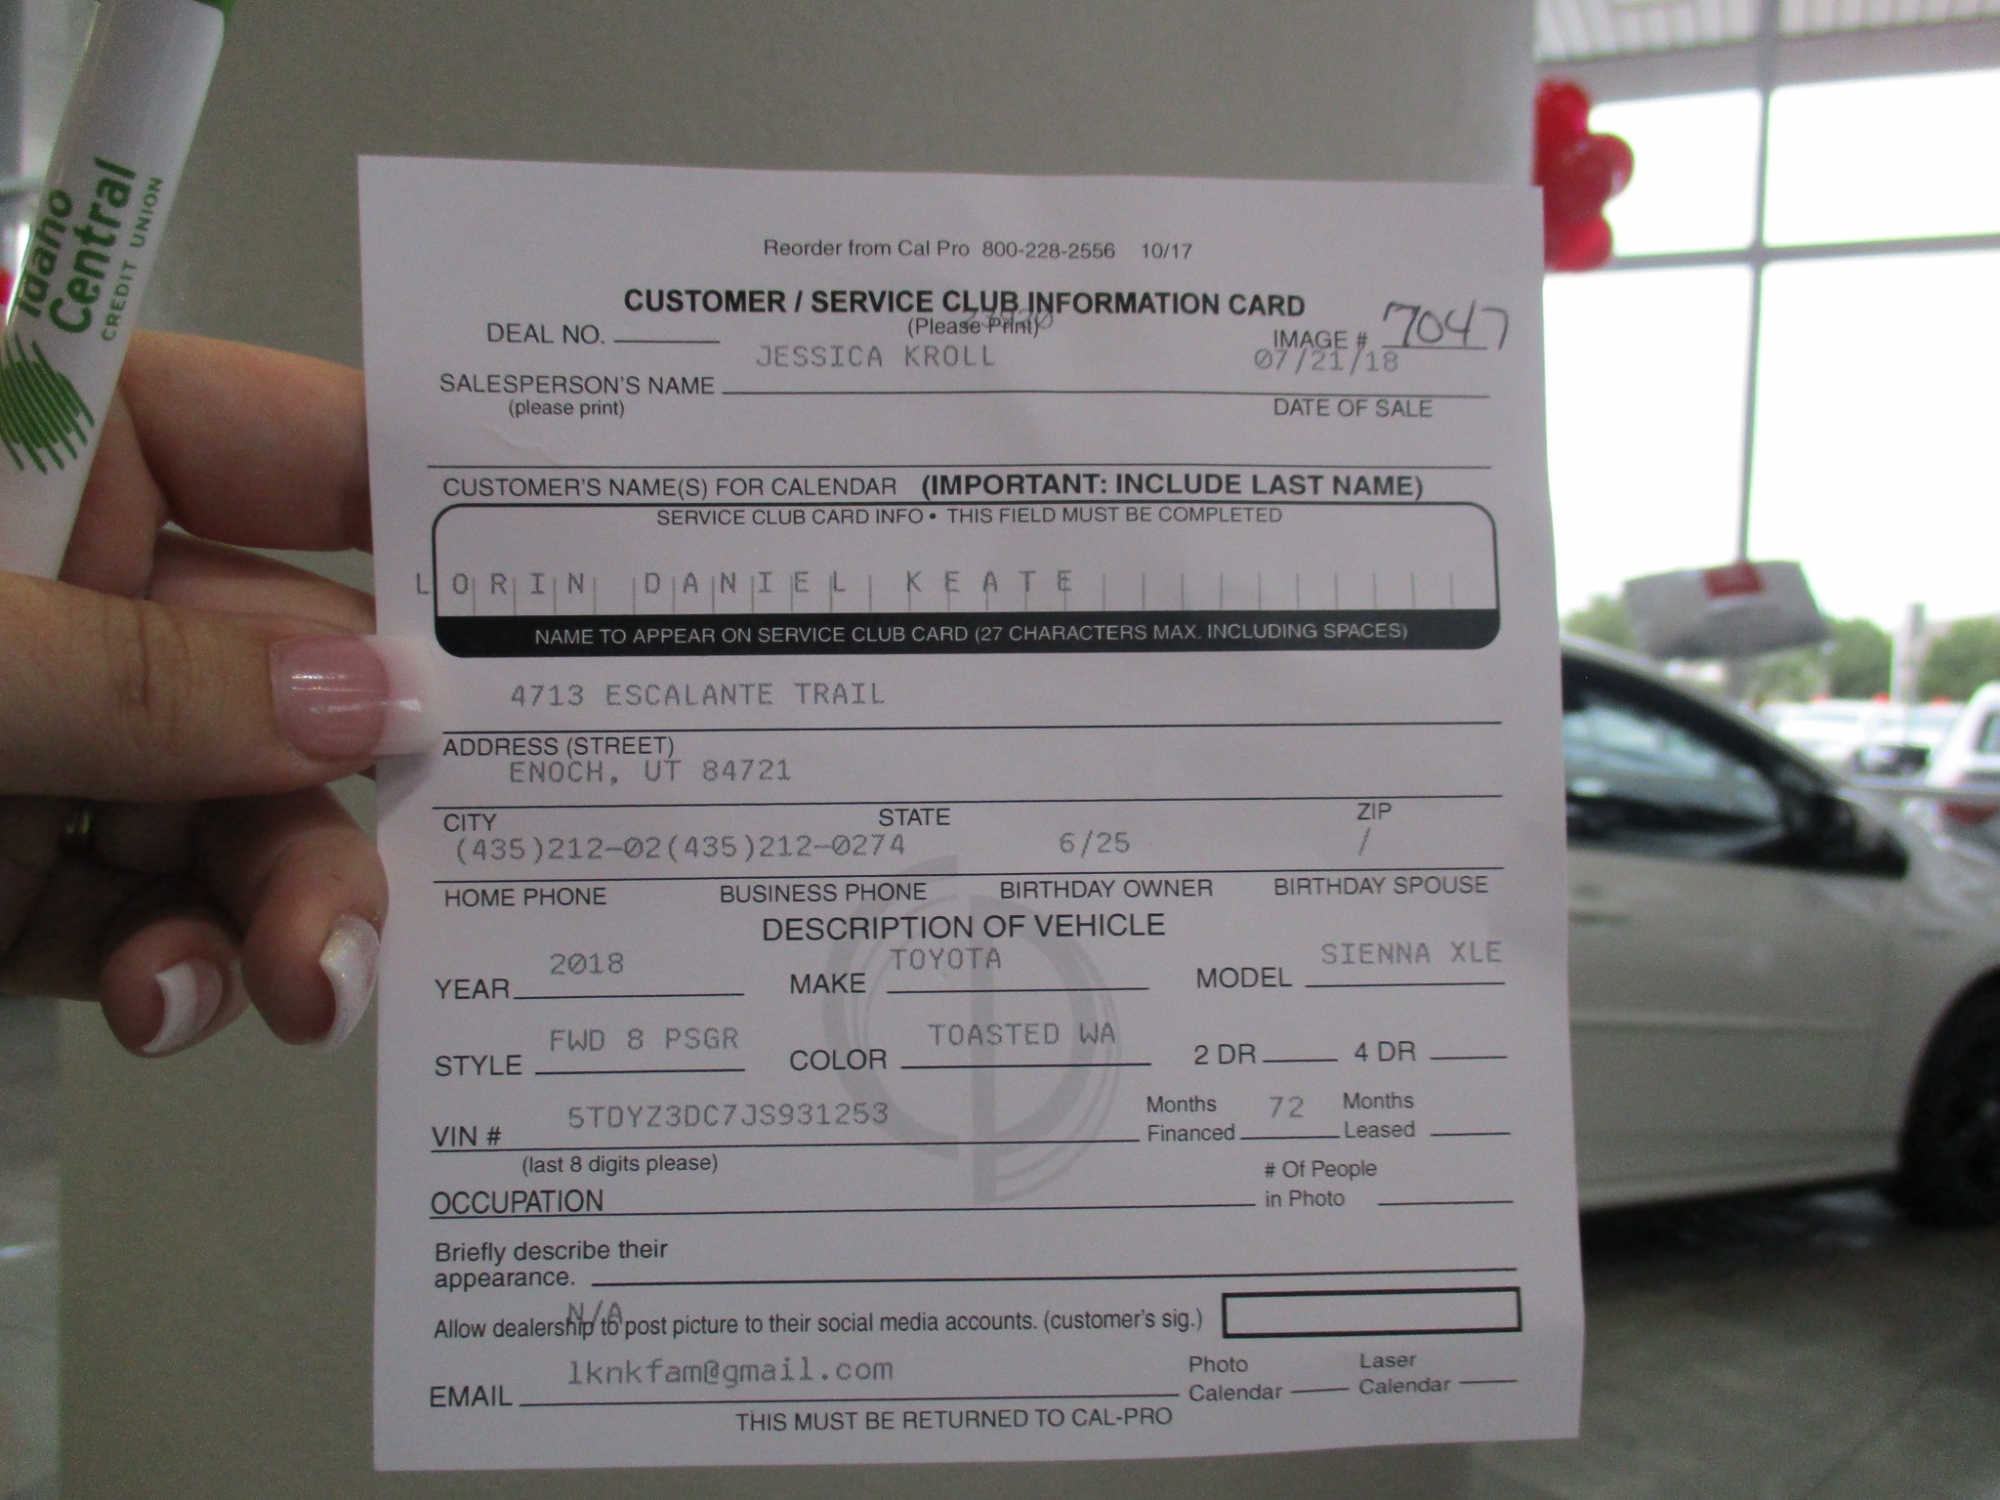 Idaho
Central
CREDIT UNION
Reorder from Cal Pro 800-228-2556 10/17
CUSTOMER / SERVICE CLUB INFORMATION CARD
(Please Print)
DEAL NO. IMAGE # 7047
JESSICA KROLL 07/21/18
SALESPERSON'S NAME
(please print) DATE OF SALE
CUSTOMER'S NAME(S) FOR CALENDAR (IMPORTANT: INCLUDE LAST NAME)
SERVICE CLUB CARD INFO • THIS FIELD MUST BE COMPLETED
LORIN DANIEL KEATE
NAME TO APPEAR ON SERVICE CLUB CARD (27 CHARACTERS MAX. INCLUDING SPACES)
4713 ESCALANTE TRAIL
ADDRESS (STREET)
ENOCH, UT 84721
CITY STATE ZIP
(435)212-02(435)212-0274 6/25 /
HOME PHONE BUSINESS PHONE BIRTHDAY OWNER BIRTHDAY SPOUSE
DESCRIPTION OF VEHICLE
YEAR 2018 MAKE TOYOTA MODEL SIENNA XLE
STYLE FWD 8 PSGR COLOR TOASTED WA 2 DR 4 DR
VIN # 5TDYZ3DC7JS931253 Months Financed 72 Months Leased
(last 8 digits please)
OCCUPATION # Of People in Photo
Briefly describe their
appearance.
N/A
Allow dealership to post picture to their social media accounts. (customer's sig.)
EMAIL lknkfam@gmail.com Photo Calendar Laser Calendar
THIS MUST BE RETURNED TO CAL-PRO